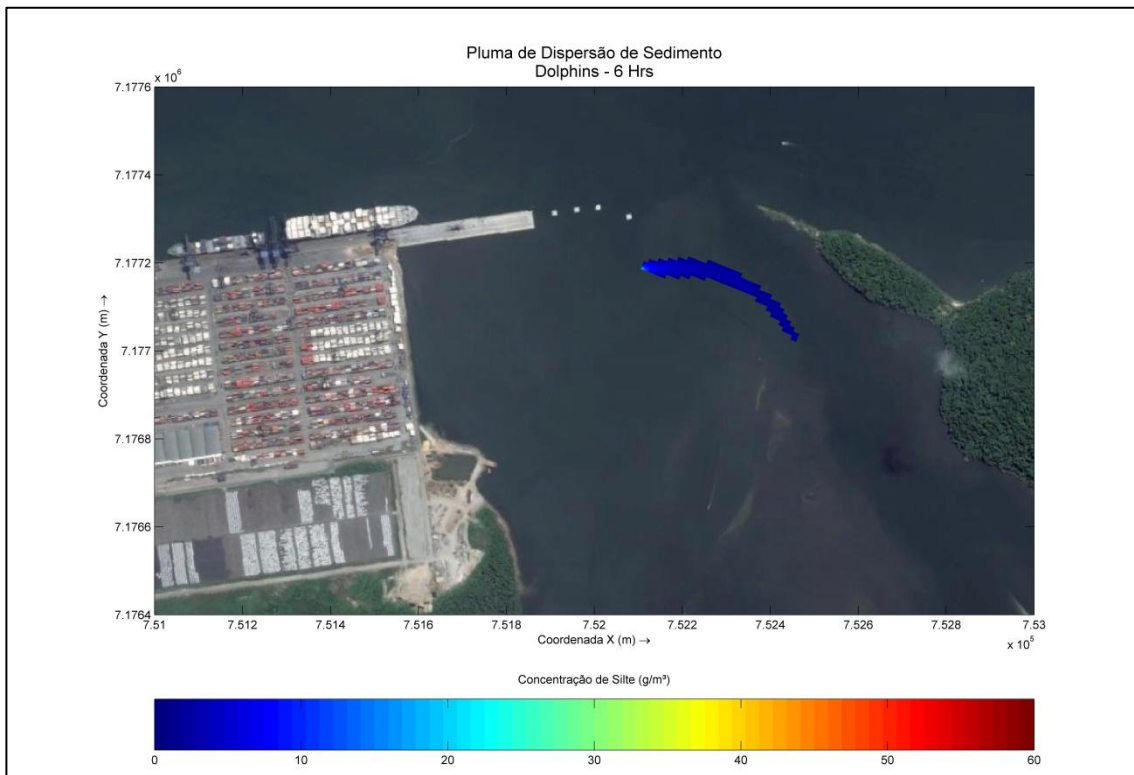 Pluma de Dispersão de Sedimento
Dolphins - 6 Hrs
x 10⁶
7.1776
7.1774
7.1772
7.177
7.1768
7.1766
7.1764
Coordenada Y (m) →
7.51 7.512 7.514 7.516 7.518 7.52 7.522 7.524 7.526 7.528 7.53
Coordenada X (m) →
x 10⁵
Concentração de Silte (g/m³)
0 10 20 30 40 50 60